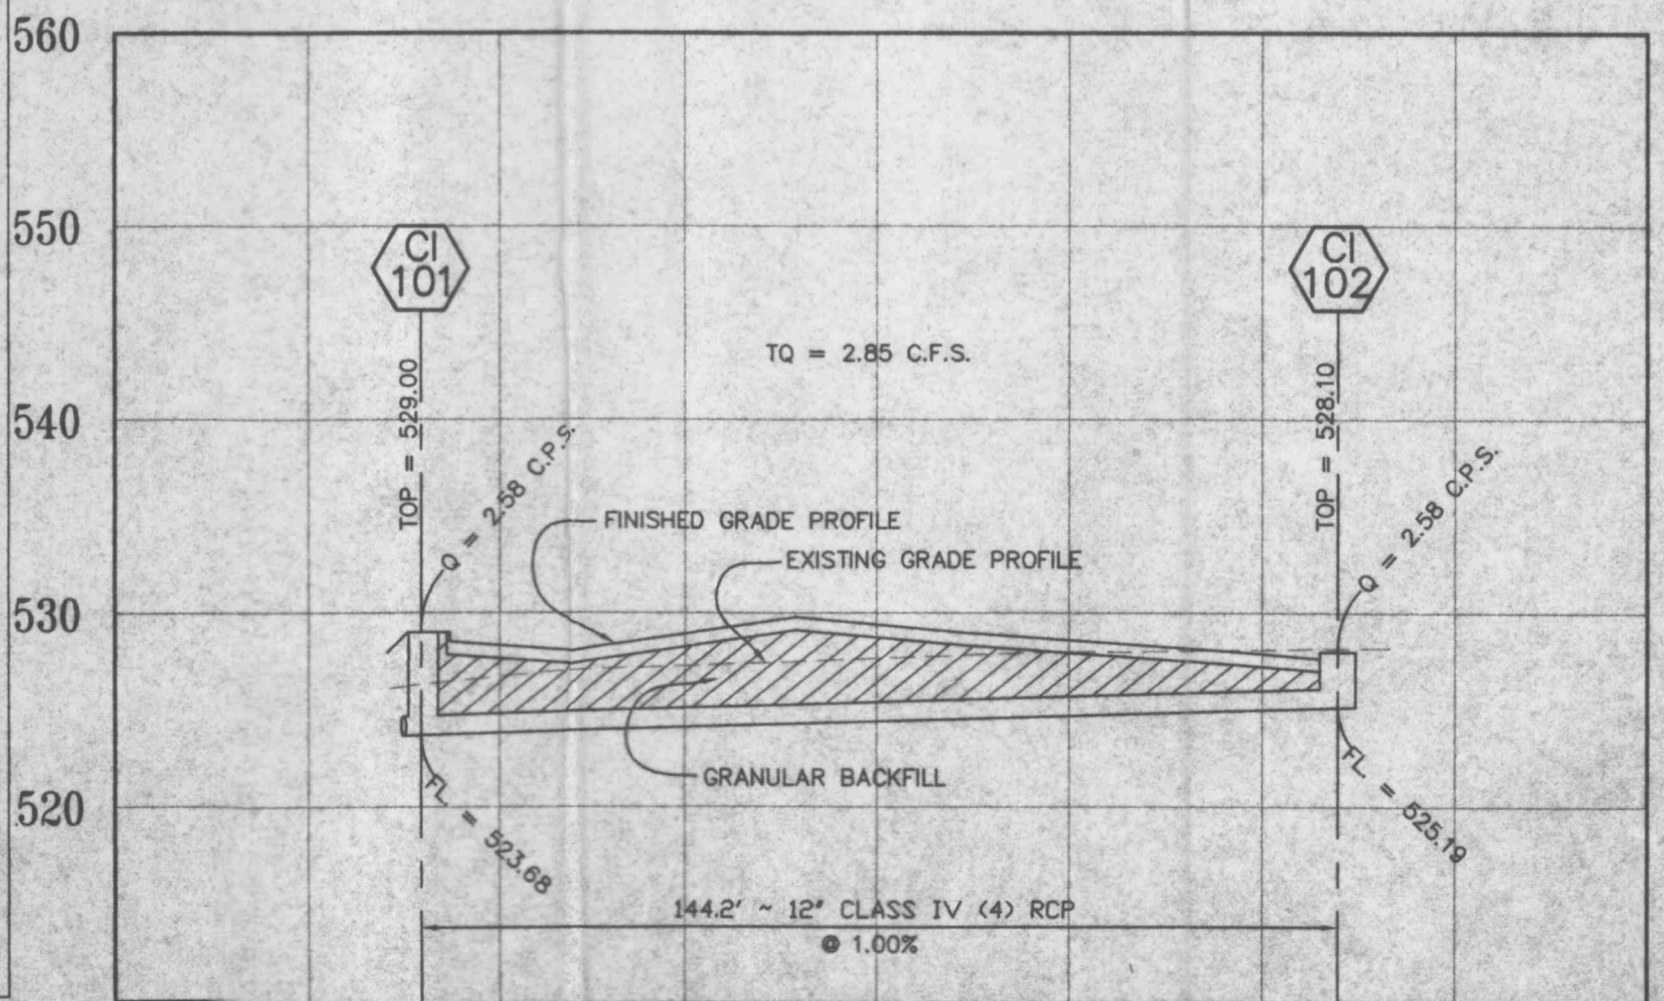 560
550
CI
101
CI
102
TQ = 2.85 C.F.S.
TOP = 529.00
TOP = 528.10
540
Q = 2.58 C.P.S.
Q = 2.58 C.P.S.
FINISHED GRADE PROFILE
EXISTING GRADE PROFILE
530
GRANULAR BACKFILL
520
FL = 523.68
FL = 525.19
144.2' ~ 12" CLASS IV (4) RCP
@ 1.00%